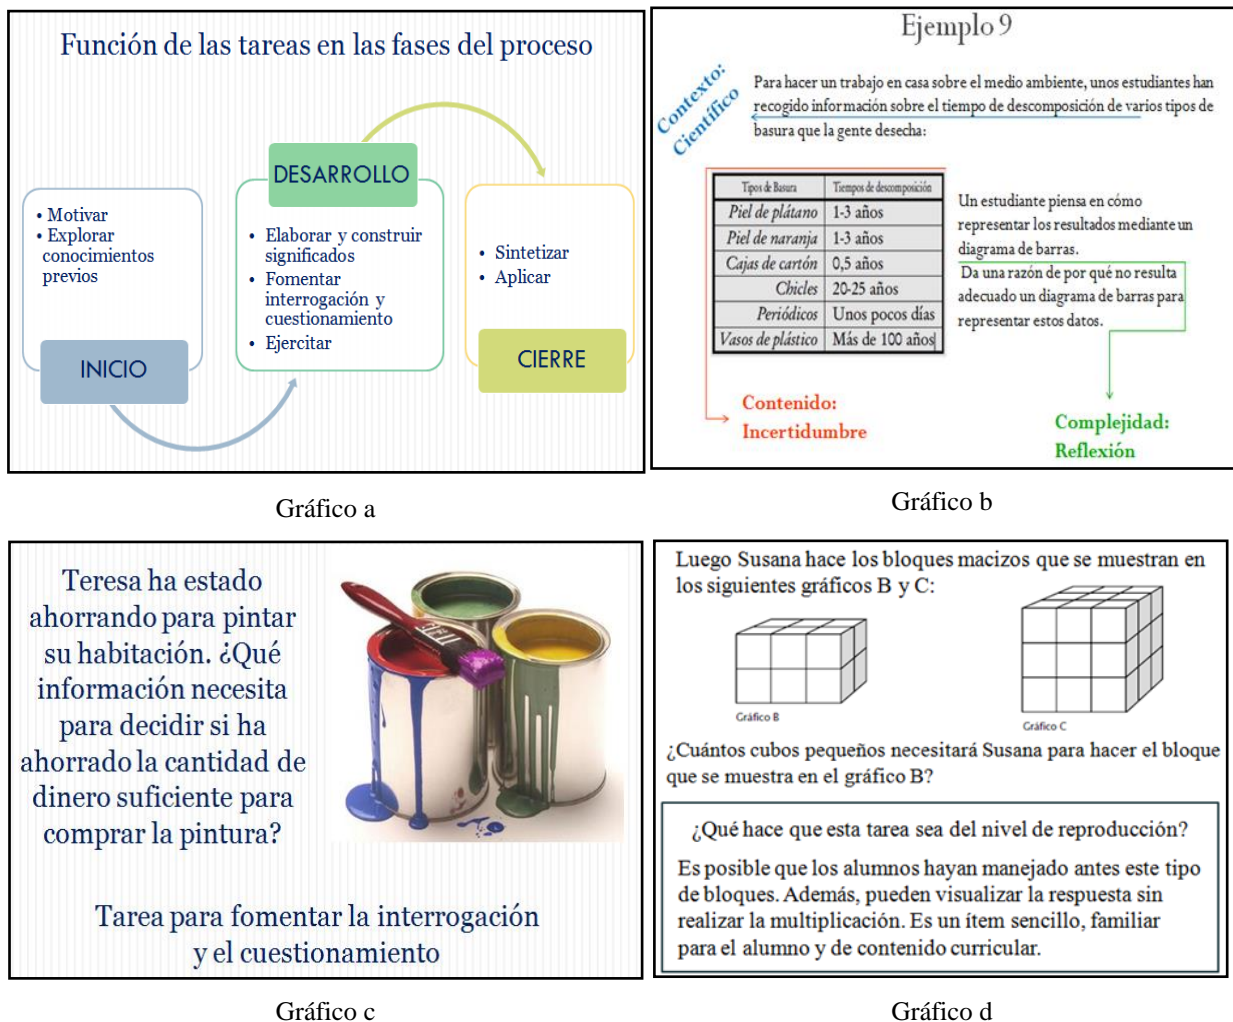 Función de las tareas en las fases del proceso
• Motivar
• Explorar
conocimientos
previos
INICIO
DESARROLLO
• Elaborar y construir
significados
• Fomentar
interrogación y
cuestionamiento
• Ejercitar
• Sintetizar
• Aplicar
CIERRE
Gráfico a
Ejemplo 9
Contexto:
Científico
Para hacer un trabajo en casa sobre el medio ambiente, unos estudiantes han
recogido información sobre el tiempo de descomposición de varios tipos de
basura que la gente desecha:
Tipos de Basura Tiempos de descomposición
Piel de plátano 1-3 años
Piel de naranja 1-3 años
Cajas de cartón 0,5 años
Chicles 20-25 años
Periódicos Unos pocos días
Vasos de plástico Más de 100 años
Un estudiante piensa en cómo
representar los resultados mediante un
diagrama de barras.
Da una razón de por qué no resulta
adecuado un diagrama de barras para
representar estos datos.
Contenido:
Incertidumbre
Complejidad:
Reflexión
Gráfico b
Teresa ha estado
ahorrando para pintar
su habitación. ¿Qué
información necesita
para decidir si ha
ahorrado la cantidad de
dinero suficiente para
comprar la pintura?
Tarea para fomentar la interrogación
y el cuestionamiento
Gráfico c
Luego Susana hace los bloques macizos que se muestran en
los siguientes gráficos B y C:
Gráfico B
Gráfico C
¿Cuántos cubos pequeños necesitará Susana para hacer el bloque
que se muestra en el gráfico B?
¿Qué hace que esta tarea sea del nivel de reproducción?
Es posible que los alumnos hayan manejado antes este tipo
de bloques. Además, pueden visualizar la respuesta sin
realizar la multiplicación. Es un ítem sencillo, familiar
para el alumno y de contenido curricular.
Gráfico d